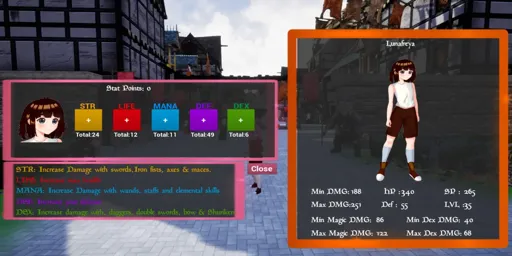 Stat Points: 0
STR LIFE MANA DEF DEX
+ + + + +
Total:24 Total:12 Total:11 Total:49 Total:6
STR: Increase Damage with swords,Iron fists, axes & maces.
MANA: Increase Damage with wands, staffs and elemental skills
DEX: Increase damage with, daggers, double swords, bow & Shuriken
Close
Lunafreya
Min DMG:188 HP :340 SP : 265
Max DMG:251 Def : 55 LVL :35
Min Magic DMG: 86 Min Dex DMG: 40
Max Magic DMG: 122 Max Dex DMG:68